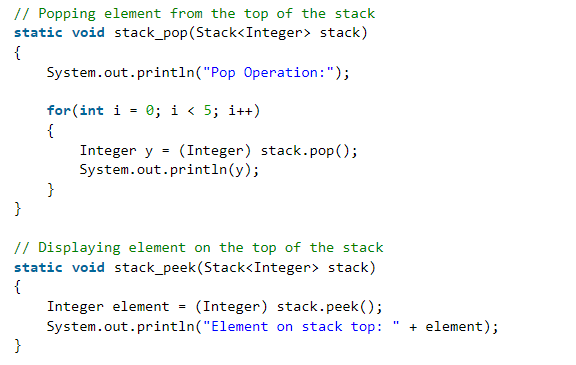 // Popping element from the top of the stack
static void stack_pop(Stack<Integer> stack)
{
    System.out.println("Pop Operation:");

    for(int i = 0; i < 5; i++)
    {
        Integer y = (Integer) stack.pop();
        System.out.println(y);
    }
}

// Displaying element on the top of the stack
static void stack_peek(Stack<Integer> stack)
{
    Integer element = (Integer) stack.peek();
    System.out.println("Element on stack top: " + element);
}